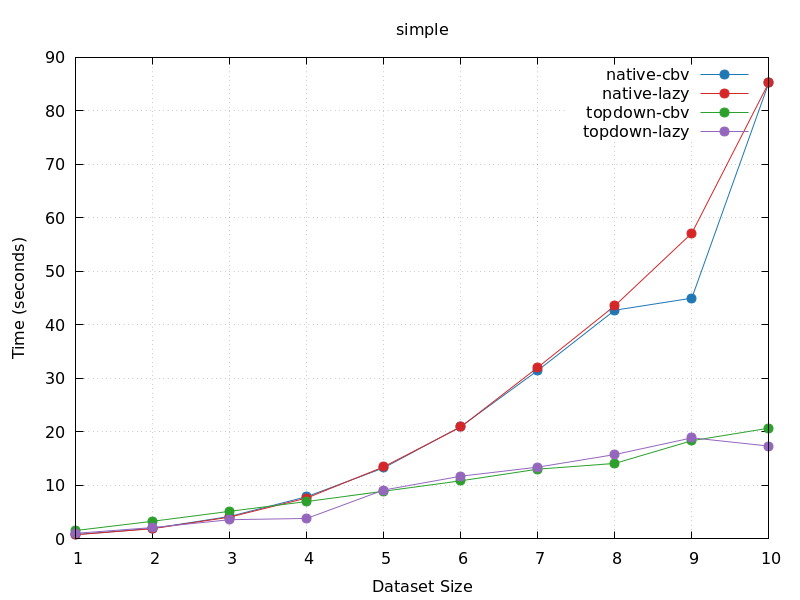 simple
90
80
70
60
50
40
30
20
10
0
Time (seconds)
native-cbv
native-lazy
topdown-cbv
topdown-lazy
1 2 3 4 5 6 7 8 9 10
Dataset Size